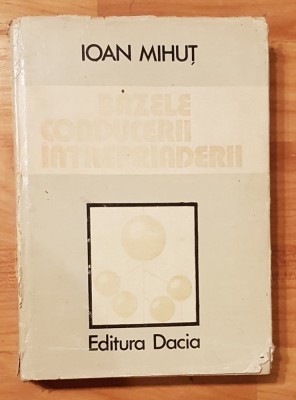 IOAN MIHUȚ
BAZELE
CONDUCERII
ÎNTREPRINDERII
Editura Dacia